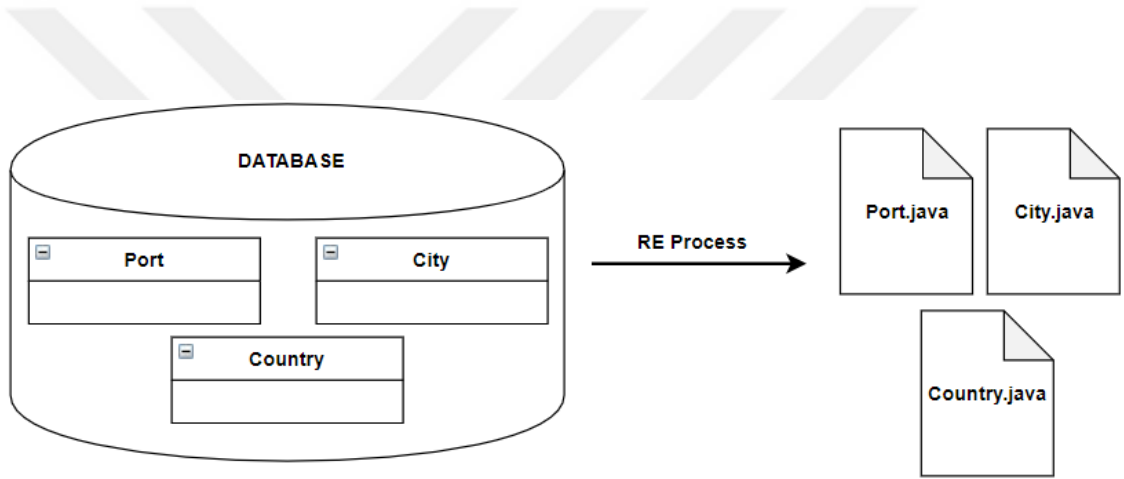 DATABASE
Port
City
Country
RE Process
Port.java
City.java
Country.java